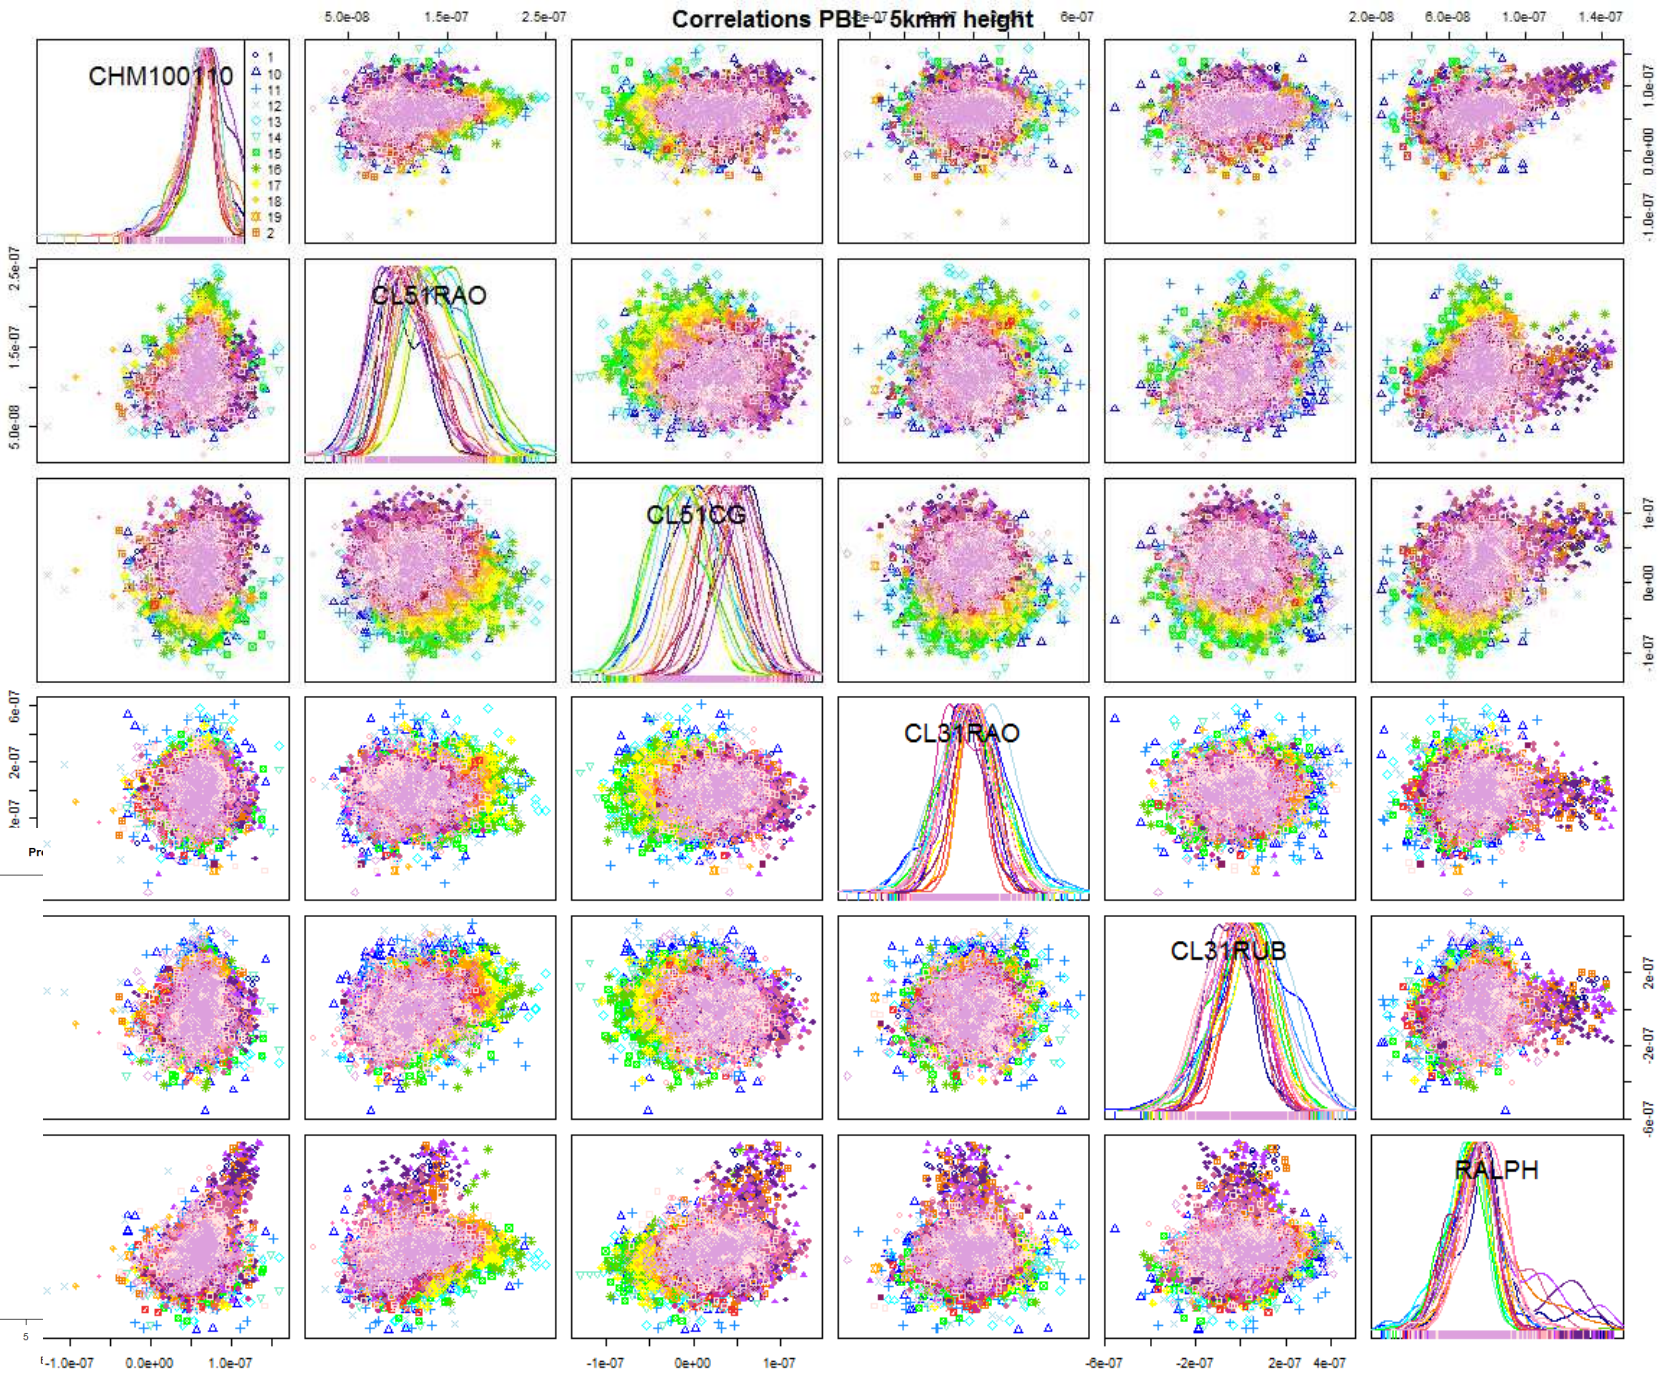 Correlations PBL - 5kmm height
5.0e-08 1.5e-07 2.5e-07
6e-07
2.0e-08 6.0e-08 1.0e-07 1.4e-07
CHM100110
1
10
11
12
13
14
15
16
17
18
19
2
-1.0e-07 0.0e+00 1.0e-07
CL51RAO
5.0e-08 1.5e-07 2.5e-07
CL51CG
-1e-07 0e+00 1e-07
CL31RAO
2e-07 6e-07
Pr
CL31RUB
-6e-07 -2e-07 2e-07
RALPH
5
-1.0e-07 0.0e+00 1.0e-07
-1e-07 0e+00 1e-07
-6e-07 -2e-07 2e-07 4e-07